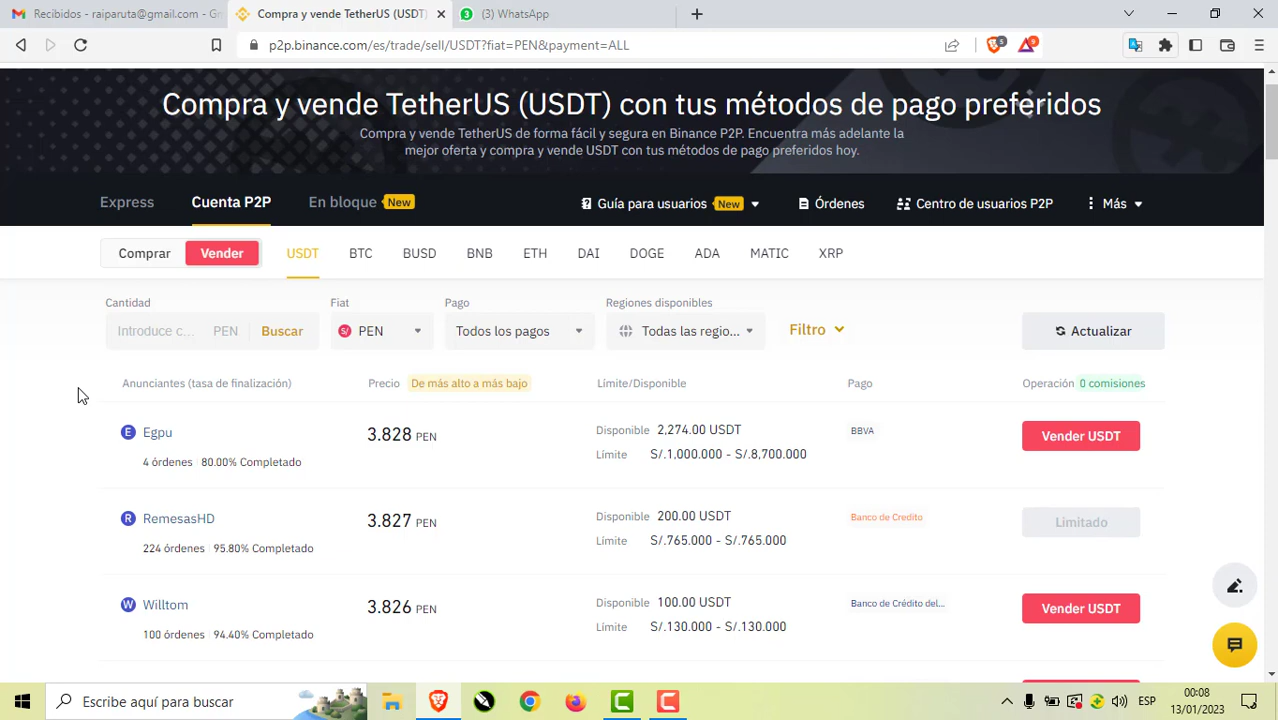 Recibidos - raiparuta@gmail.com - G
Compra y vende TetherUS (USDT)
(3) WhatsApp
p2p.binance.com/es/trade/sell/USDT?fiat=PEN&payment=ALL
5
9
Compra y vende TetherUS (USDT) con tus métodos de pago preferidos
Compra y vende TetherUS de forma fácil y segura en Binance P2P. Encuentra más adelante la
mejor oferta y compra y vende USDT con tus métodos de pago preferidos hoy.
Express Cuenta P2P En bloque New Guía para usuarios New Órdenes Centro de usuarios P2P Más
Comprar Vender USDT BTC BUSD BNB ETH DAI DOGE ADA MATIC XRP
Cantidad Fiat Pago Regiones disponibles
Introduce c... PEN Buscar S/ PEN Todos los pagos Todas las regio... Filtro Actualizar
Anunciantes (tasa de finalización) Precio De más alto a más bajo Límite/Disponible Pago Operación 0 comisiones
E Egpu 3.828 PEN Disponible 2,274.00 USDT BBVA Vender USDT
4 órdenes 80.00% Completado Límite S/.1,000.000 - S/.8,700.000
R RemesasHD 3.827 PEN Disponible 200.00 USDT Banco de Credito Limitado
224 órdenes 95.80% Completado Límite S/.765.000 - S/.765.000
W Willtom 3.826 PEN Disponible 100.00 USDT Banco de Crédito del... Vender USDT
100 órdenes 94.40% Completado Límite S/.130.000 - S/.130.000
Escribe aquí para buscar
ESP
00:08
13/01/2023